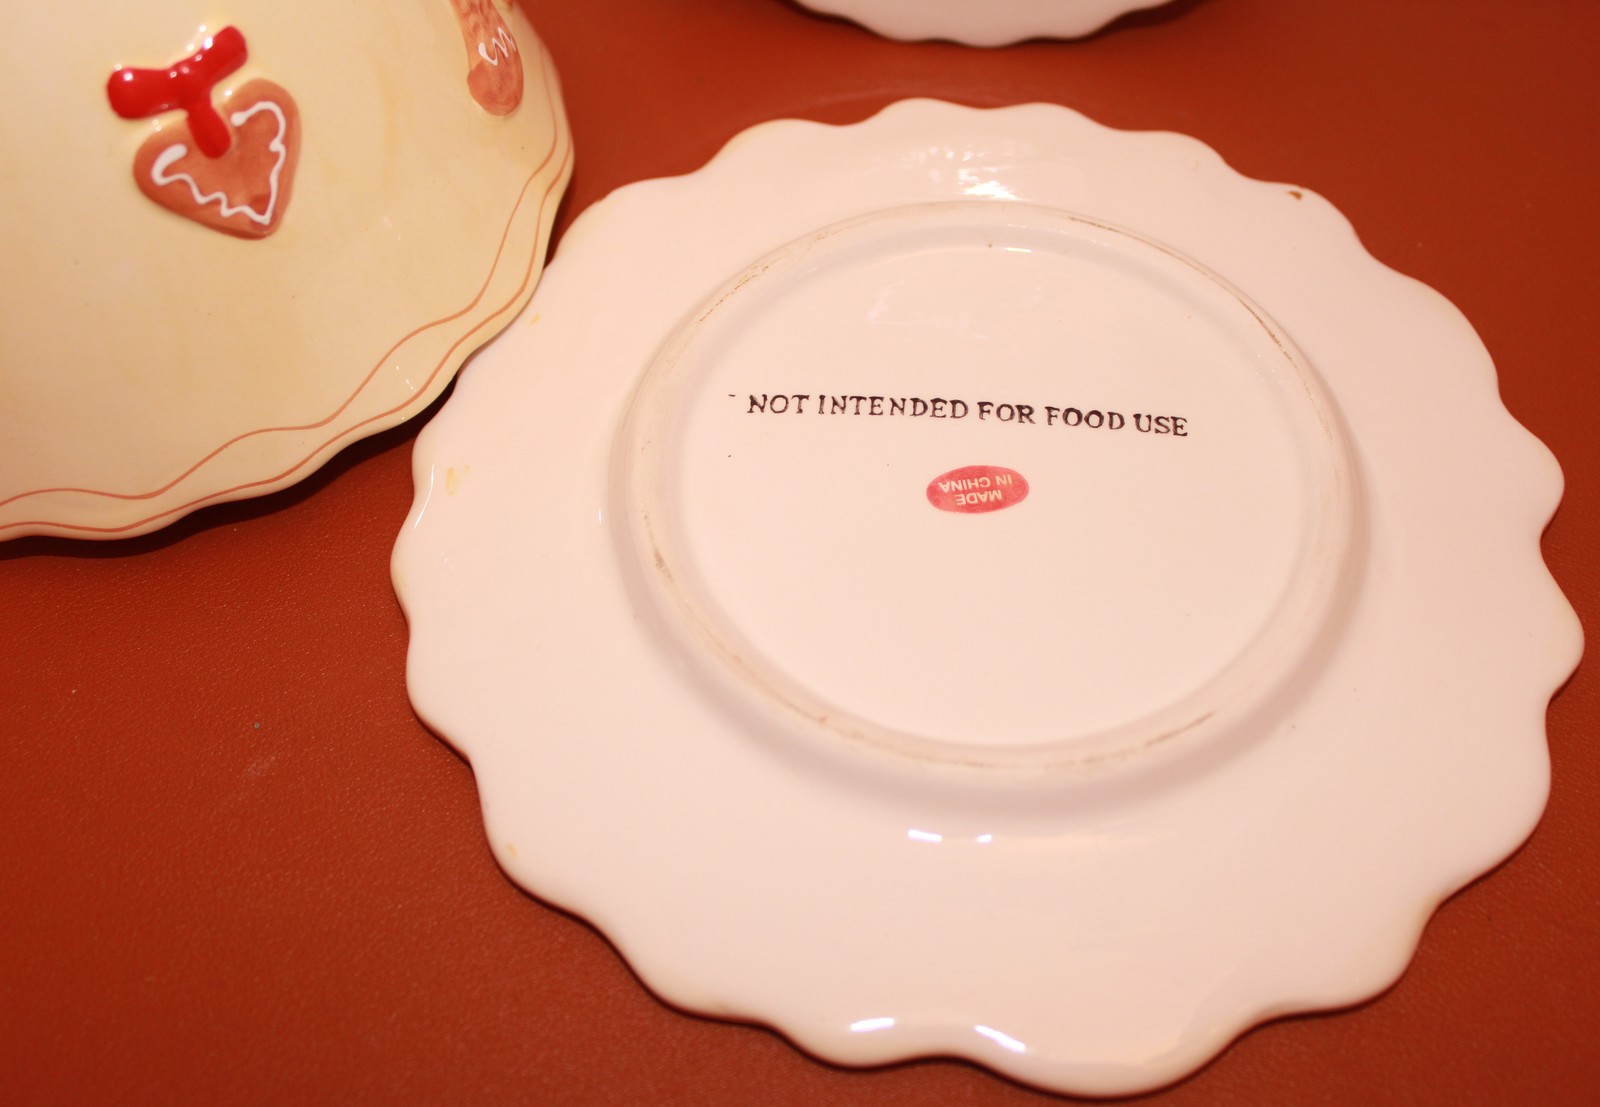 NOT INTENDED FOR FOOD USE
MADE
IN CHINA